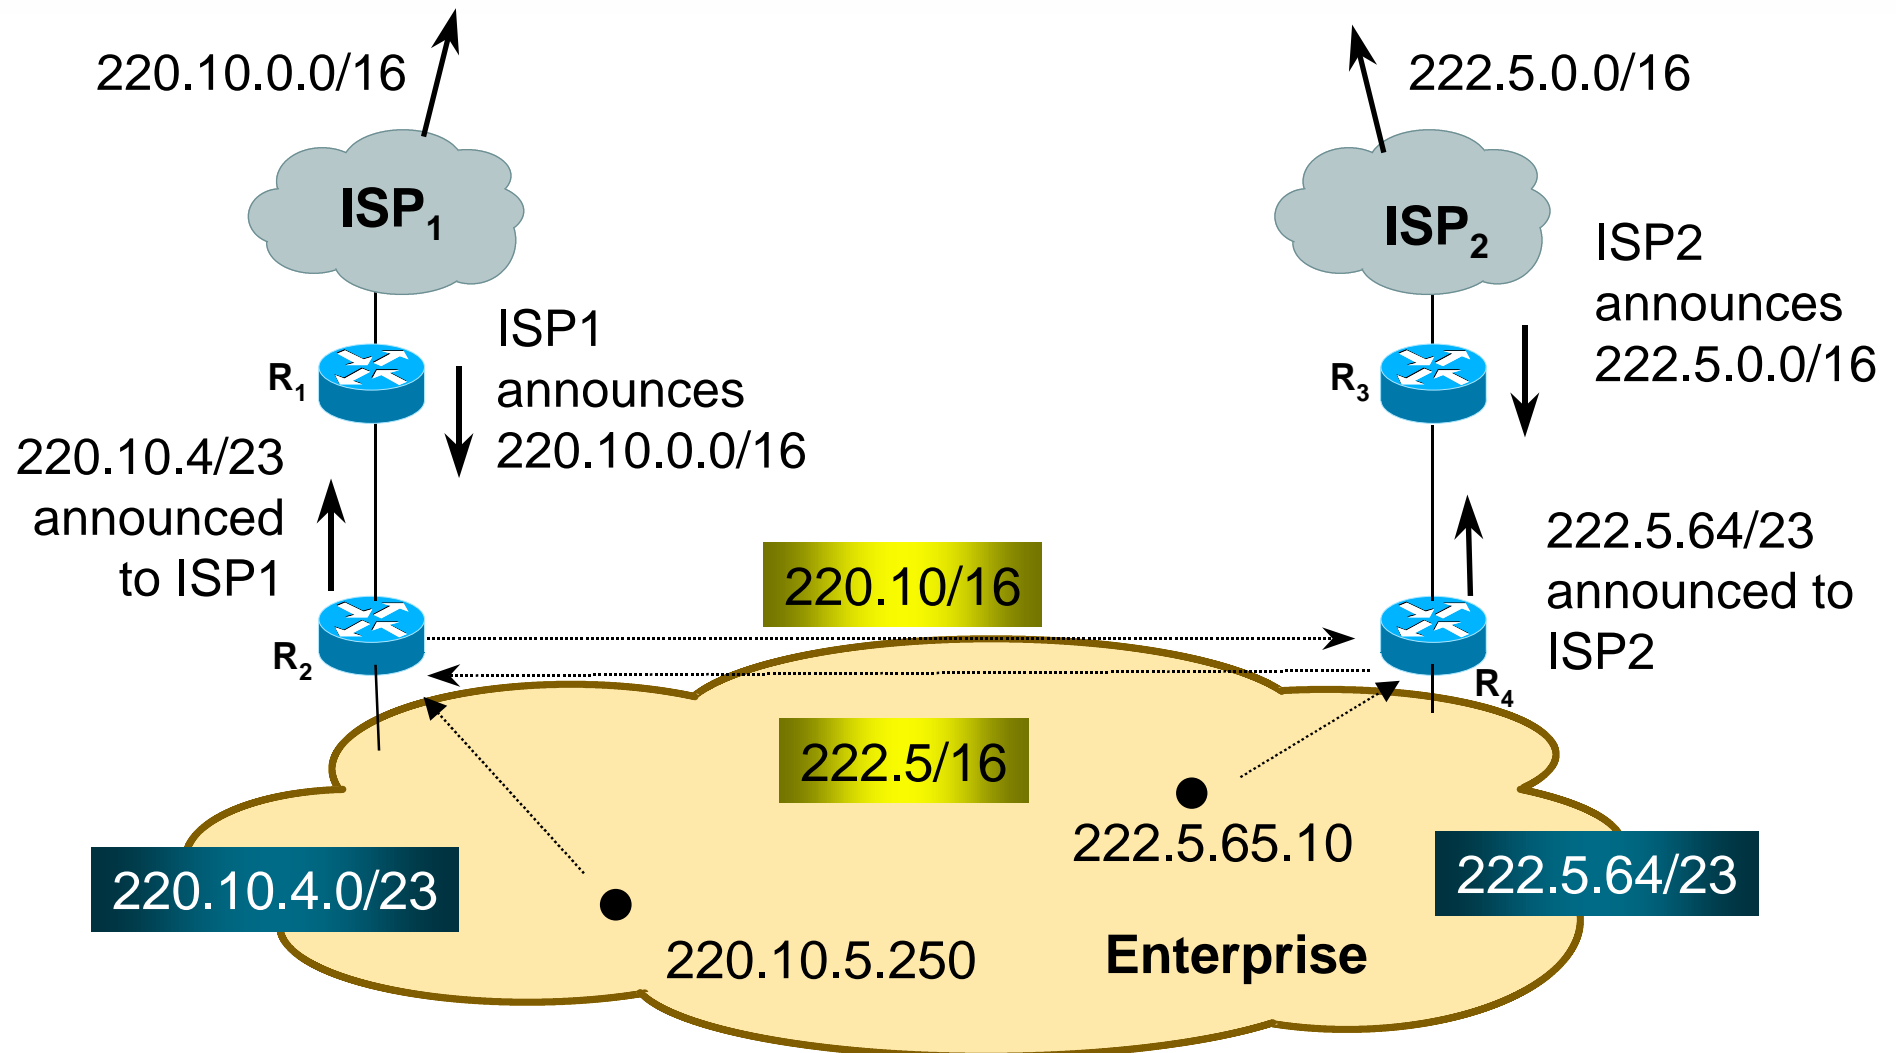 220.10.0.0/16
222.5.0.0/16
ISP1
ISP2
ISP2
announces
222.5.0.0/16
ISP1
announces
220.10.0.0/16
R1
R3
220.10.4/23
announced
to ISP1
222.5.64/23
announced to
ISP2
220.10/16
R2
R4
222.5/16
222.5.65.10
220.10.4.0/23
222.5.64/23
220.10.5.250
Enterprise